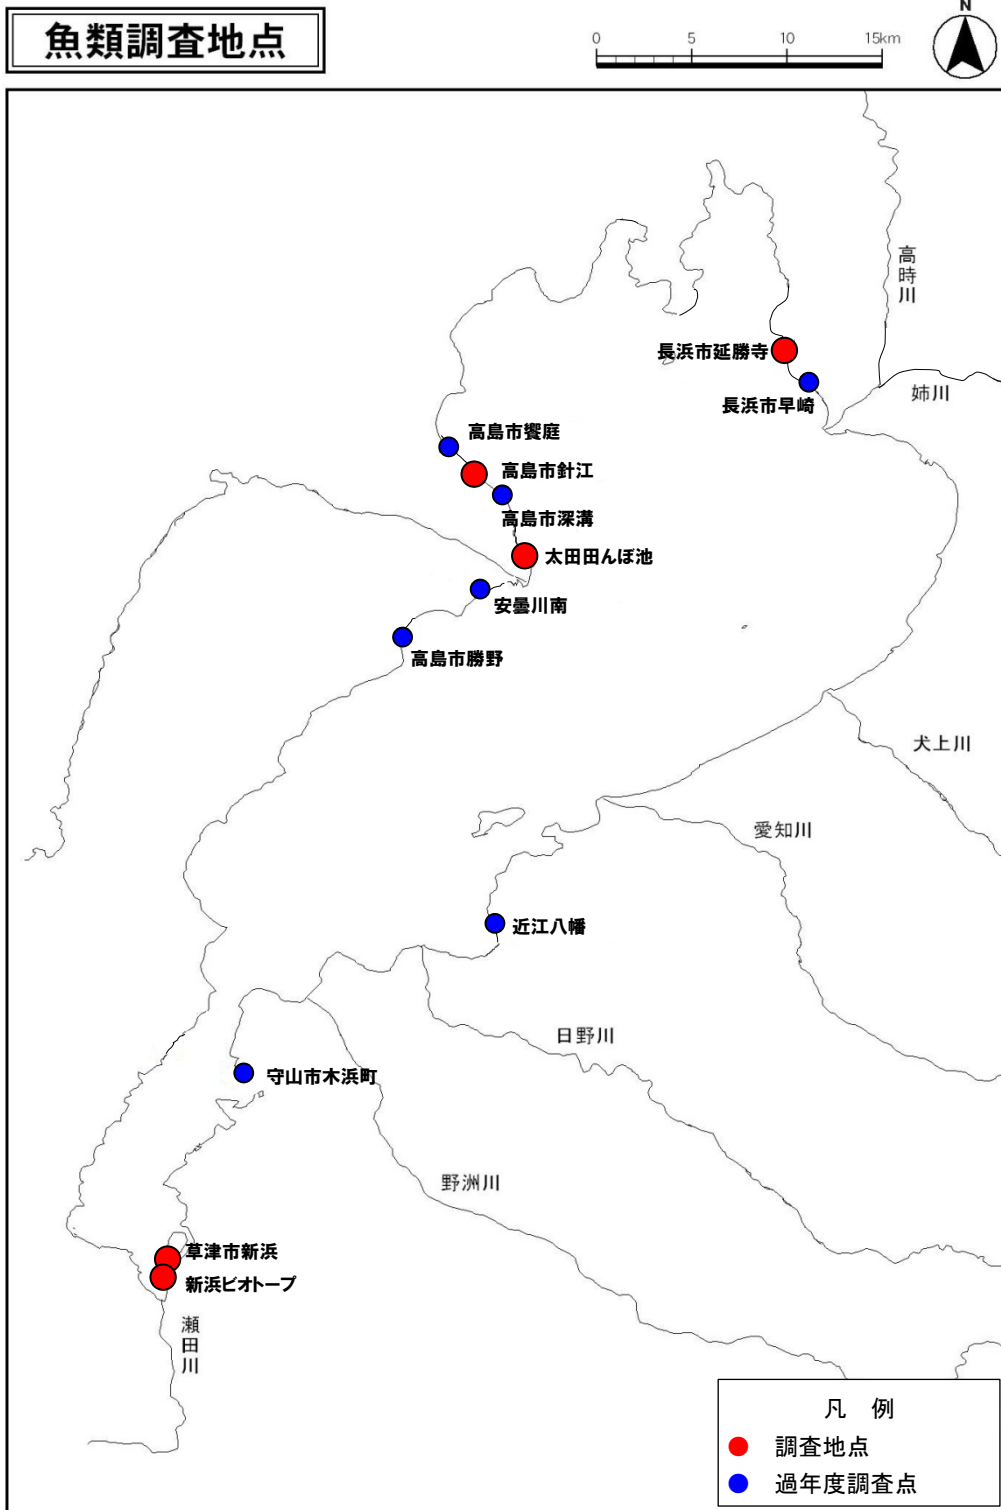 魚類調査地点
0 5 10 15km
N
高時川
長浜市延勝寺
姉川
長浜市早崎
高島市饗庭
高島市針江
高島市深溝
太田田んぼ池
安曇川南
高島市勝野
犬上川
愛知川
近江八幡
日野川
守山市木浜町
野洲川
草津市新浜
新浜ビオトープ
瀬田川
凡 例
調査地点
過年度調査点